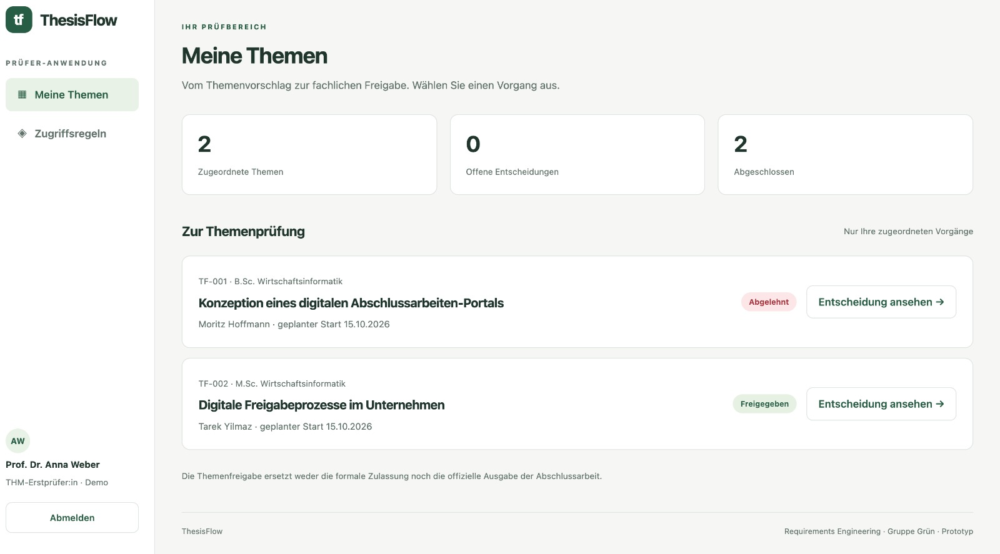 tf ThesisFlow
PRÜFER-ANWENDUNG
Meine Themen
Zugriffsregeln
AW
Prof. Dr. Anna Weber
THM-Erstprüfer:in · Demo
Abmelden
IHR PRÜFBEREICH
Meine Themen
Vom Themenvorschlag zur fachlichen Freigabe. Wählen Sie einen Vorgang aus.
2
Zugeordnete Themen
0
Offene Entscheidungen
2
Abgeschlossen
Zur Themenprüfung
Nur Ihre zugeordneten Vorgänge
TF-001 · B.Sc. Wirtschaftsinformatik
Konzeption eines digitalen Abschlussarbeiten-Portals
Moritz Hoffmann · geplanter Start 15.10.2026
Abgelehnt
Entscheidung ansehen →
TF-002 · M.Sc. Wirtschaftsinformatik
Digitale Freigabeprozesse im Unternehmen
Tarek Yilmaz · geplanter Start 15.10.2026
Freigegeben
Entscheidung ansehen →
Die Themenfreigabe ersetzt weder die formale Zulassung noch die offizielle Ausgabe der Abschlussarbeit.
ThesisFlow
Requirements Engineering · Gruppe Grün · Prototyp